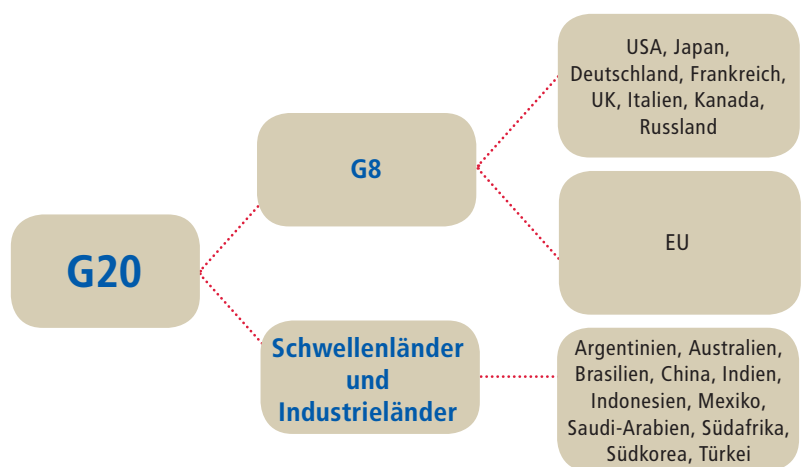 USA, Japan,
Deutschland, Frankreich,
UK, Italien, Kanada,
Russland
G8
EU
G20
Schwellenländer
und
Industrieländer
Argentinien, Australien,
Brasilien, China, Indien,
Indonesien, Mexiko,
Saudi-Arabien, Südafrika,
Südkorea, Türkei